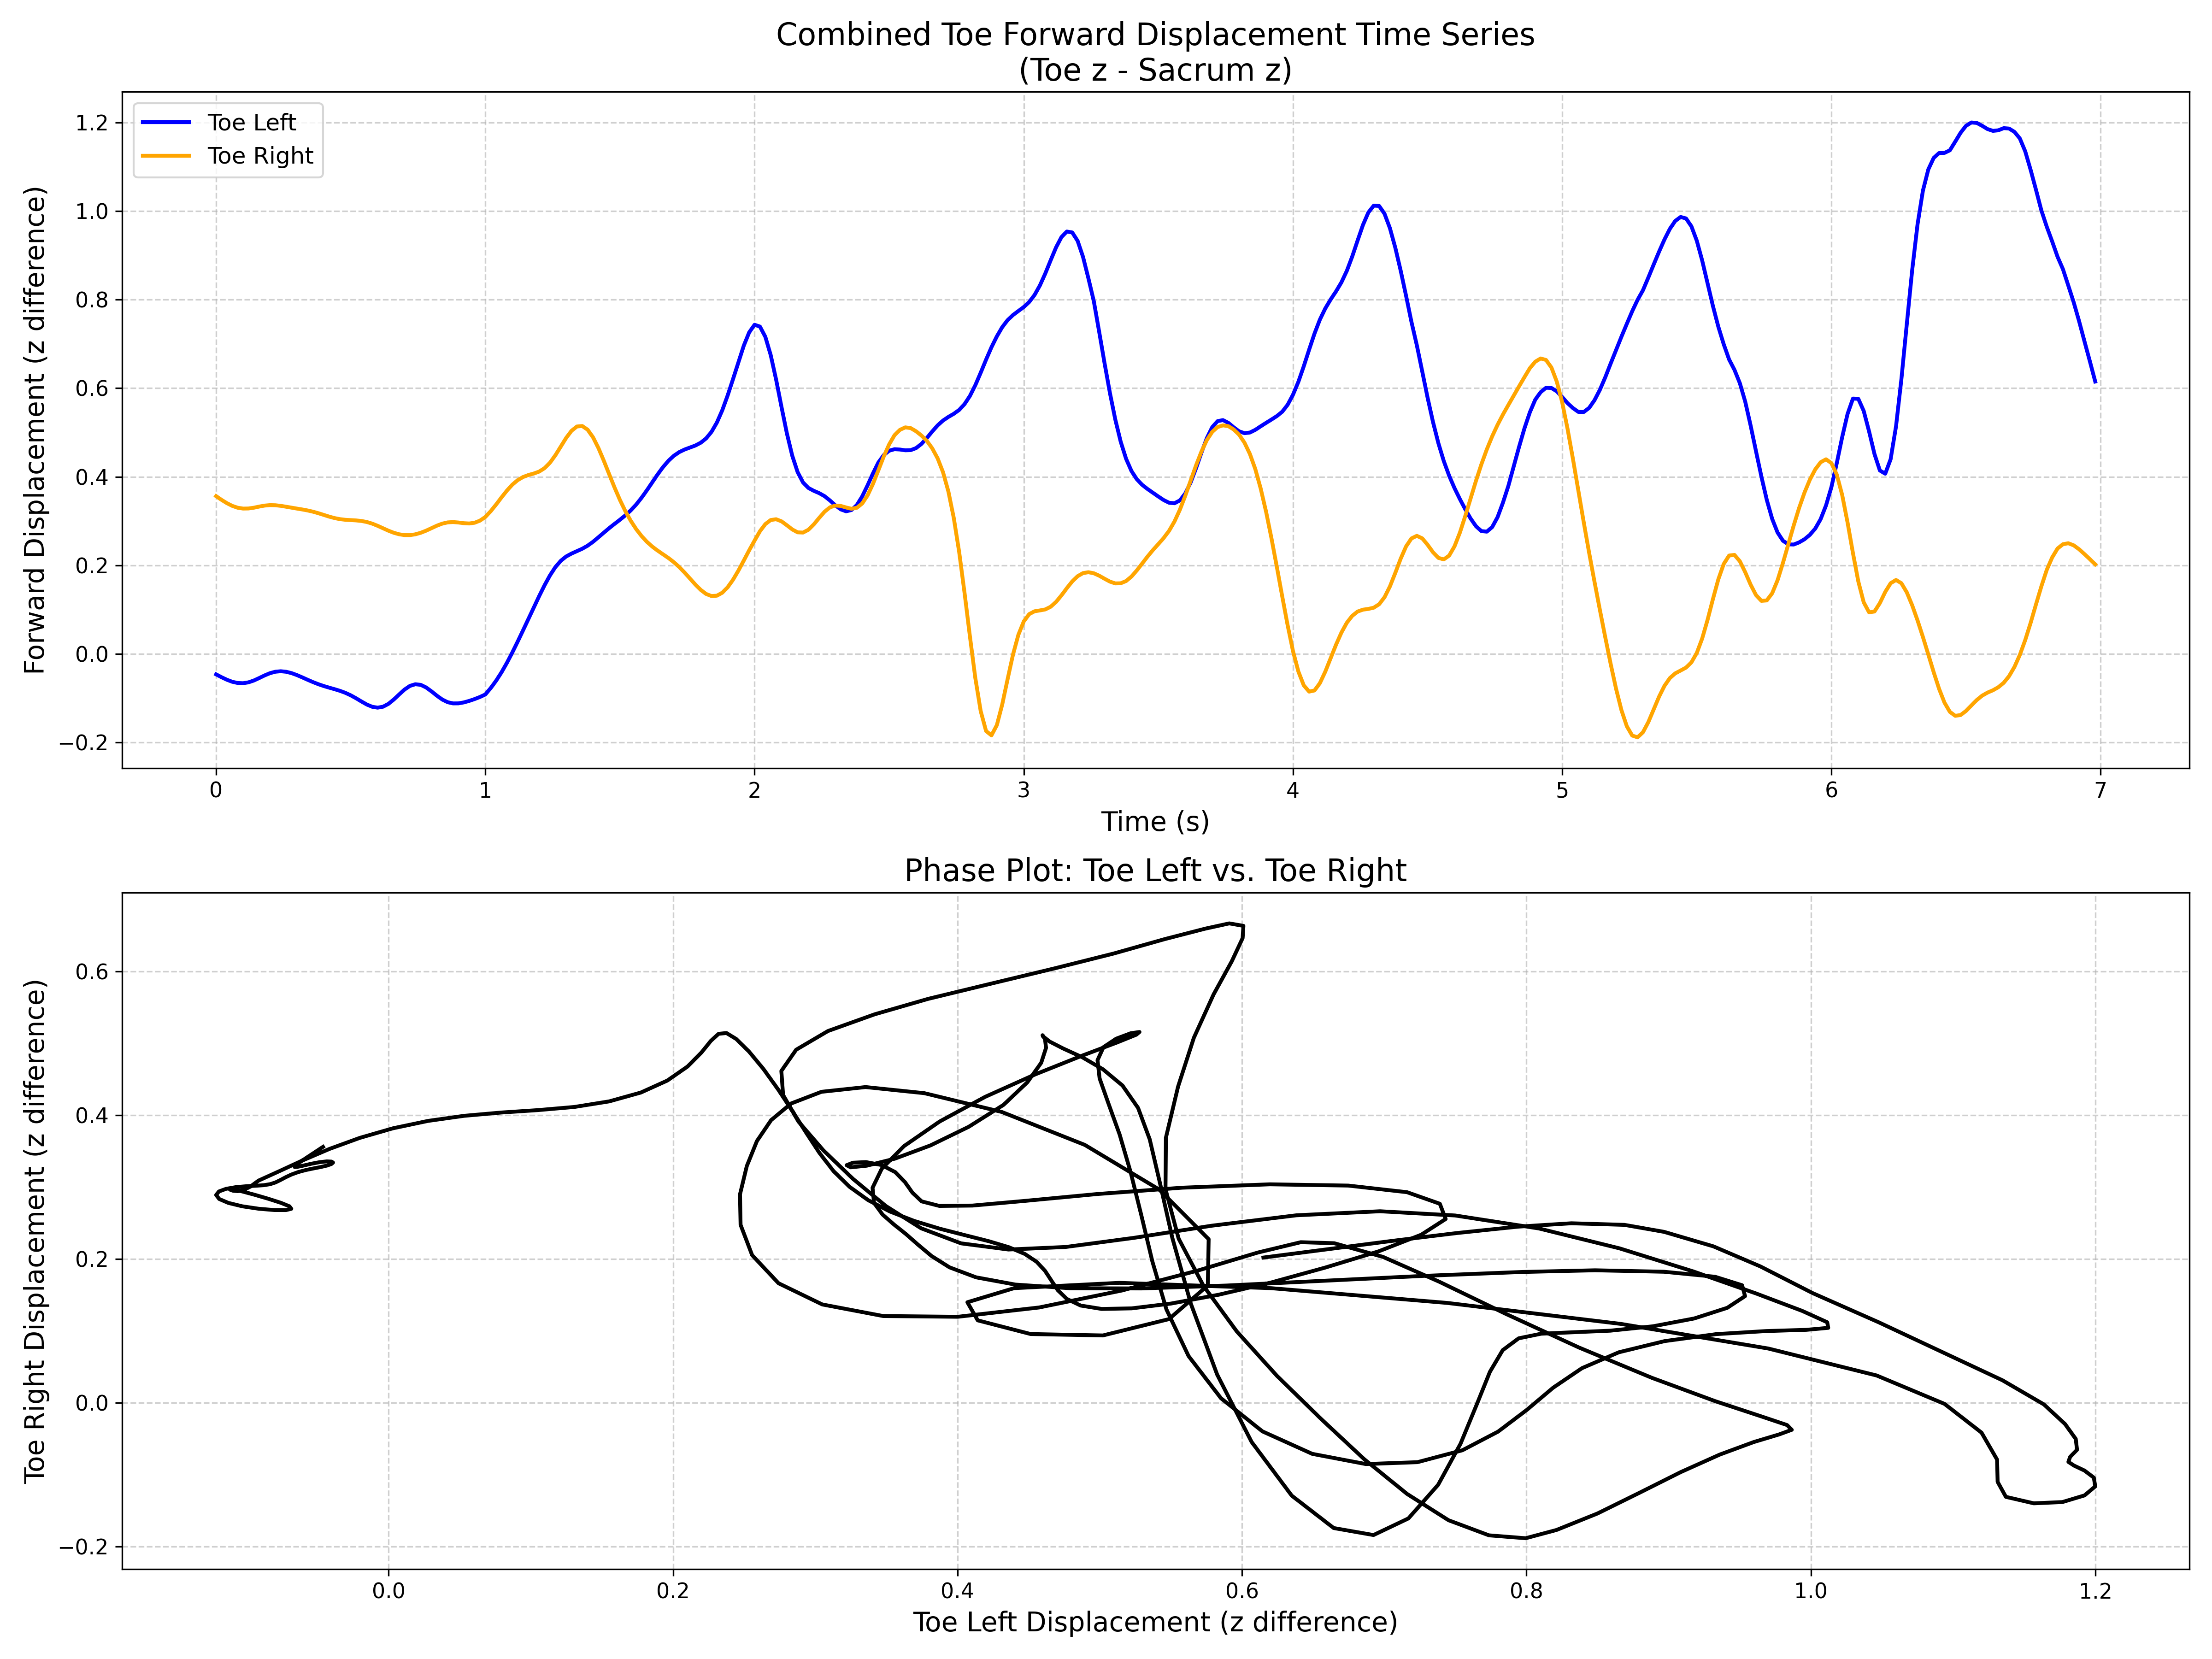 Combined Toe Forward Displacement Time Series
(Toe z - Sacrum z)
Toe Left
Toe Right
Forward Displacement (z difference)
1.2
1.0
0.8
0.6
0.4
0.2
0.0
−0.2
0 1 2 3 4 5 6 7
Time (s)
Phase Plot: Toe Left vs. Toe Right
Toe Right Displacement (z difference)
0.6
0.4
0.2
0.0
−0.2
0.0 0.2 0.4 0.6 0.8 1.0 1.2
Toe Left Displacement (z difference)